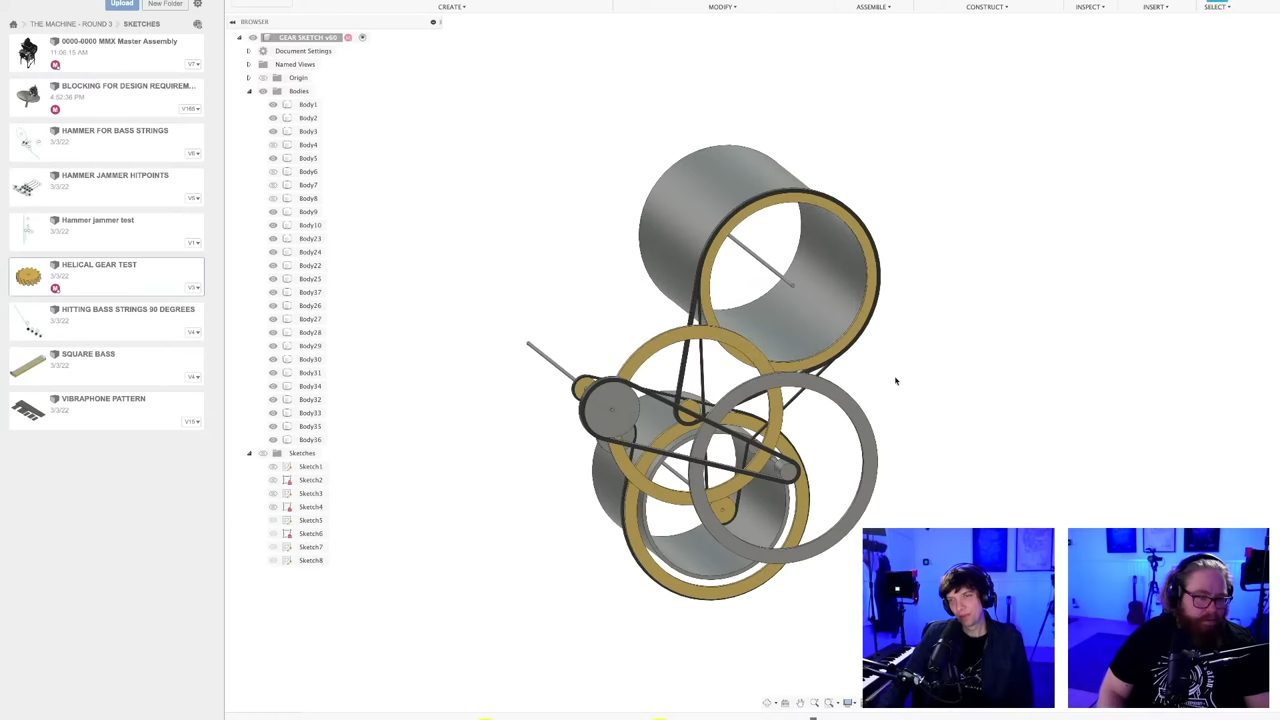 Upload
New Folder
CREATE
MODIFY
ASSEMBLE
CONSTRUCT
INSPECT
INSERT
SELECT
THE MACHINE - ROUND 3
SKETCHES
0000-0000 MMX Master Assembly
11:06:15 AM
V7
BLOCKING FOR DESIGN REQUIREM...
4:52:36 PM
HAMMER FOR BASS STRINGS
3/3/22
HAMMER JAMMER HITPOINTS
3/3/22
V5
Hammer jammer test
3/3/22
V1
HELICAL GEAR TEST
3/3/22
V3
HITTING BASS STRINGS 90 DEGREES
3/3/22
V4
SQUARE BASS
3/3/22
V4
VIBRAPHONE PATTERN
3/3/22
BROWSER
GEAR SKETCH v60
Document Settings
Named Views
Origin
Bodies
Body1
Body2
Body3
Body4
Body5
Body6
Body7
Body8
Body9
Body10
Body23
Body24
Body22
Body25
Body37
Body26
Body27
Body28
Body29
Body30
Body31
Body34
Body32
Body33
Body35
Body36
Sketches
Sketch1
Sketch2
Sketch3
Sketch4
Sketch5
Sketch6
Sketch7
Sketch8